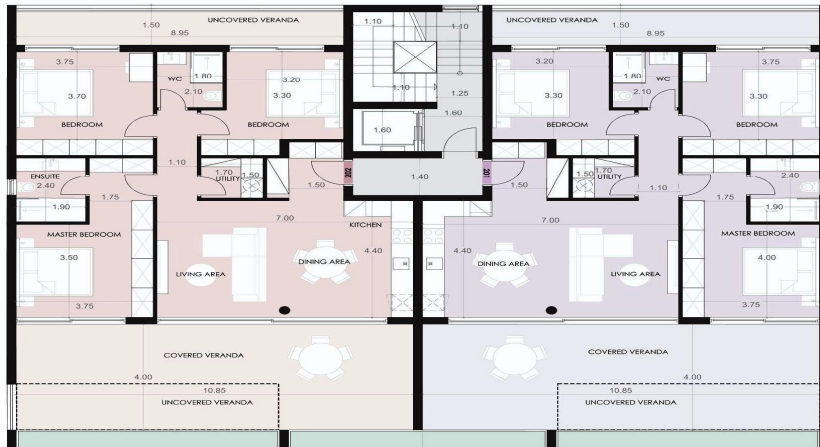 UNCOVERED VERANDA
1.50
8.95
1.10
1.10
UNCOVERED VERANDA
1.50
8.95
3.75
3.70
BEDROOM
WC
1.80
2.10
3.20
3.30
BEDROOM
1.10
1.25
1.60
1.60
3.20
3.30
BEDROOM
1.80
WC
2.10
3.75
3.30
BEDROOM
ENSUITE
2.40
1.90
1.75
1.10
1.70
UTILITY
1.50
1.50
202
1.40
201
1.50
1.50
1.70
UTILITY
1.10
1.75
2.40
1.90
7.00
KITCHEN
4.40
7.00
4.40
MASTER BEDROOM
3.50
3.75
LIVING AREA
DINING AREA
DINING AREA
LIVING AREA
MASTER BEDROOM
4.00
3.75
COVERED VERANDA
4.00
10.85
UNCOVERED VERANDA
COVERED VERANDA
4.00
10.85
UNCOVERED VERANDA